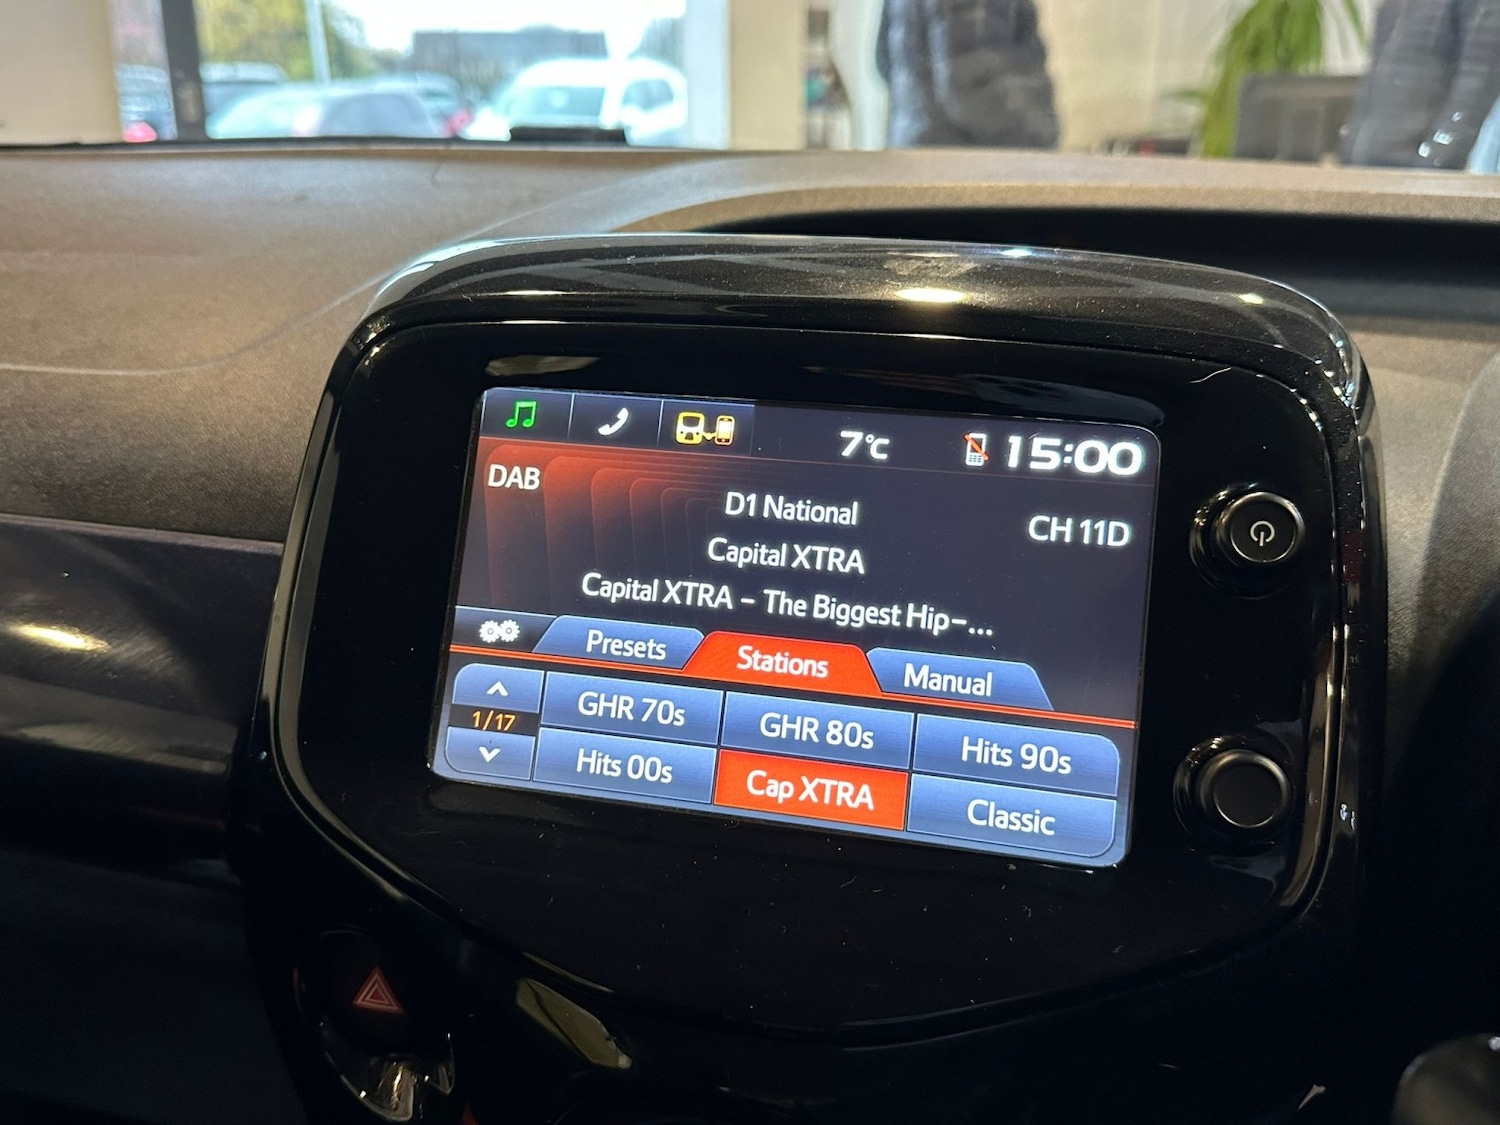 7°C
15:00
DAB
D1 National
CH 11D
Capital XTRA
Capital XTRA – The Biggest Hip-...
Presets
Stations
Manual
1/17
GHR 70s
GHR 80s
Hits 90s
Hits 00s
Cap XTRA
Classic